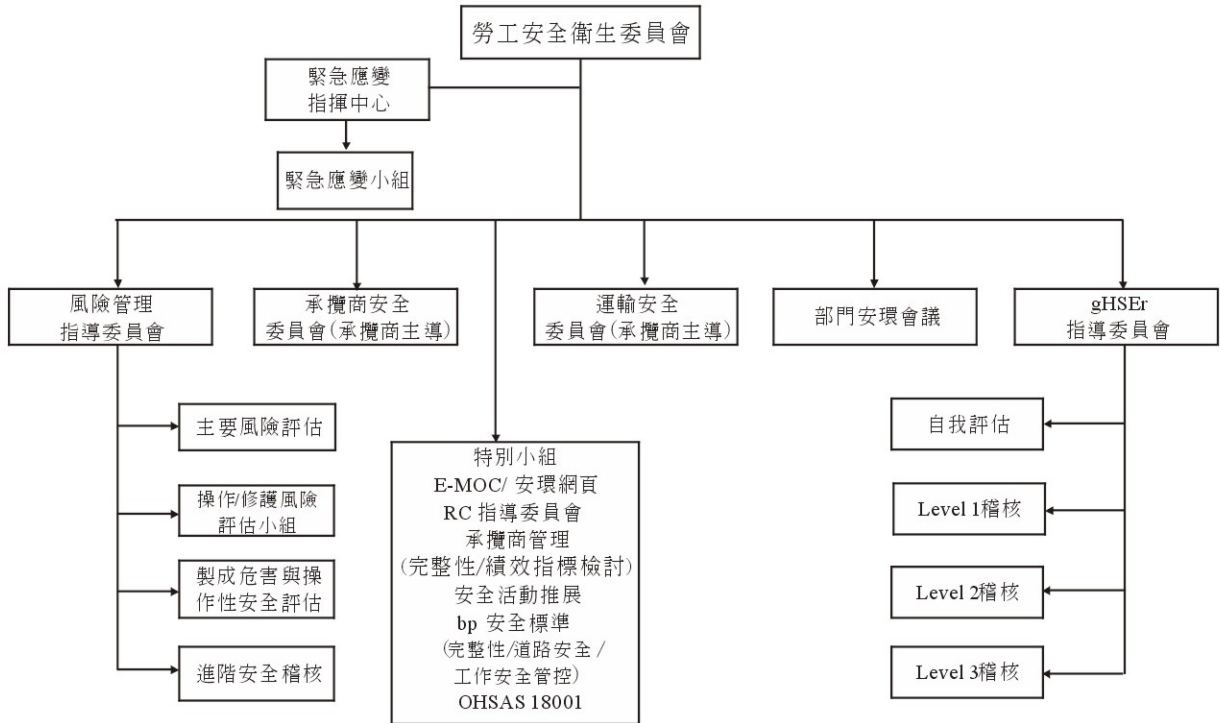 勞工安全衛生委員會
緊急應變
指揮中心
緊急應變小組
風險管理
指導委員會
承攬商安全
委員會(承攬商主導)
運輸安全
委員會(承攬商主導)
部門安環會議
gHSEr
指導委員會
主要風險評估
操作/修護風險
評估小組
製成危害與操
作性安全評估
進階安全稽核
特別小組
E-MOC/ 安環網頁
RC 指導委員會
承攬商管理
(完整性/績效指標檢討)
安全活動推展
bp 安全標準
(完整性/道路安全 /
工作安全管控)
OHSAS 18001
自我評估
Level 1稽核
Level 2稽核
Level 3稽核